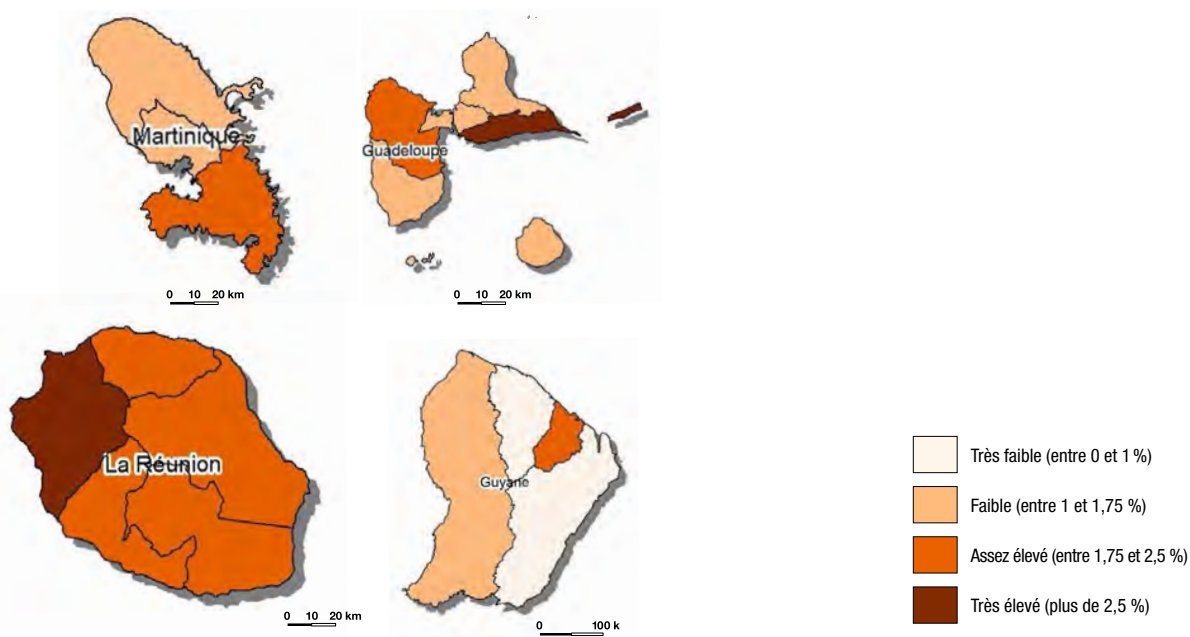 Martinique
Guadeloupe
0 10 20 km
0 10 20 km
La Réunion
Guyane
0 10 20 km
0 100 k
Très faible (entre 0 et 1 %)
Faible (entre 1 et 1,75 %)
Assez élevé (entre 1,75 et 2,5 %)
Très élevé (plus de 2,5 %)